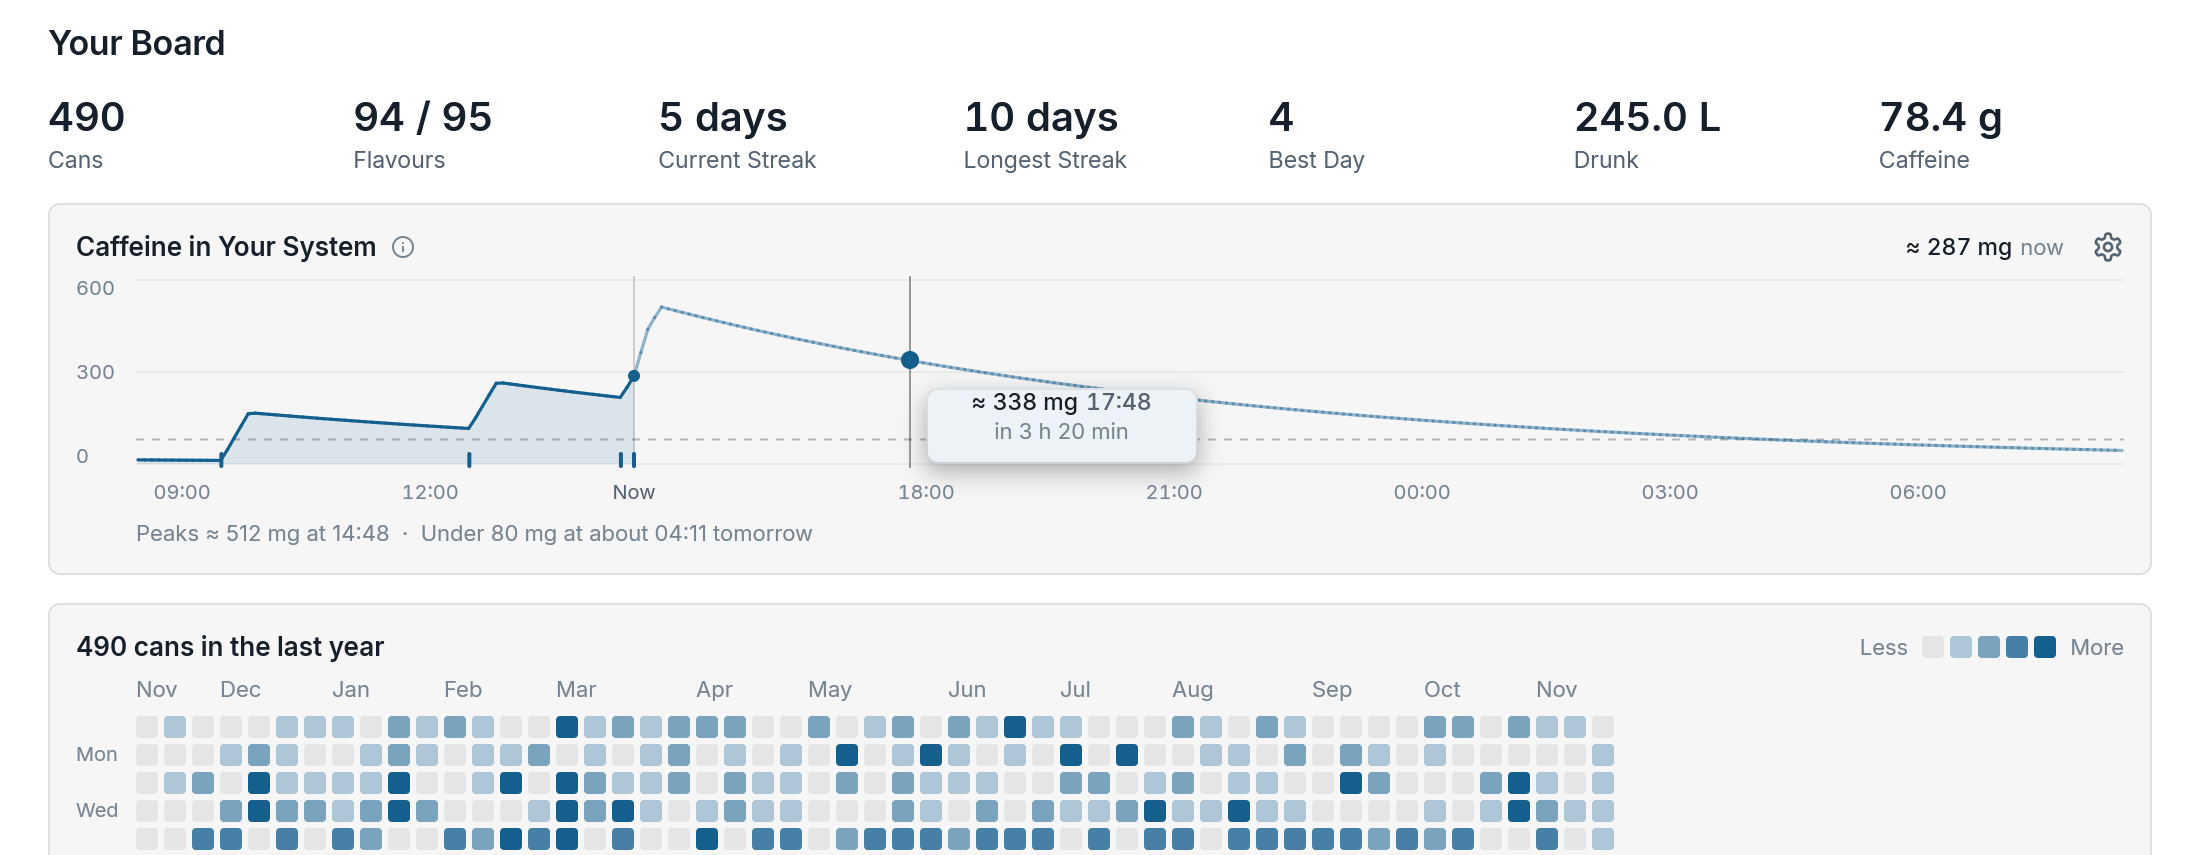 Your Board
490
Cans
94 / 95
Flavours
5 days
Current Streak
10 days
Longest Streak
4
Best Day
245.0 L
Drunk
78.4 g
Caffeine
Caffeine in Your System
≈ 287 mg now
600
300
0
≈ 338 mg 17:48
in 3 h 20 min
09:00 12:00 Now 18:00 21:00 00:00 03:00 06:00
Peaks ≈ 512 mg at 14:48 · Under 80 mg at about 04:11 tomorrow
490 cans in the last year
Less More
Nov Dec Jan Feb Mar Apr May Jun Jul Aug Sep Oct Nov
Mon
Wed